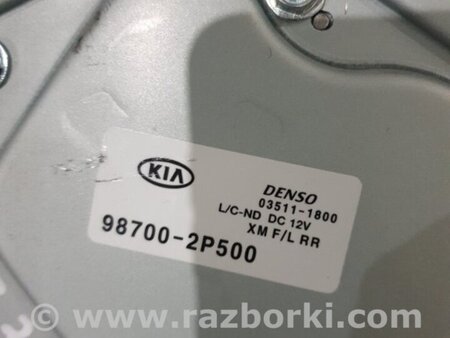 KIA
DENSO
03511-1800
L/C-ND DC 12V
XM F/L RR
98700-2P500
© www.razborki.com